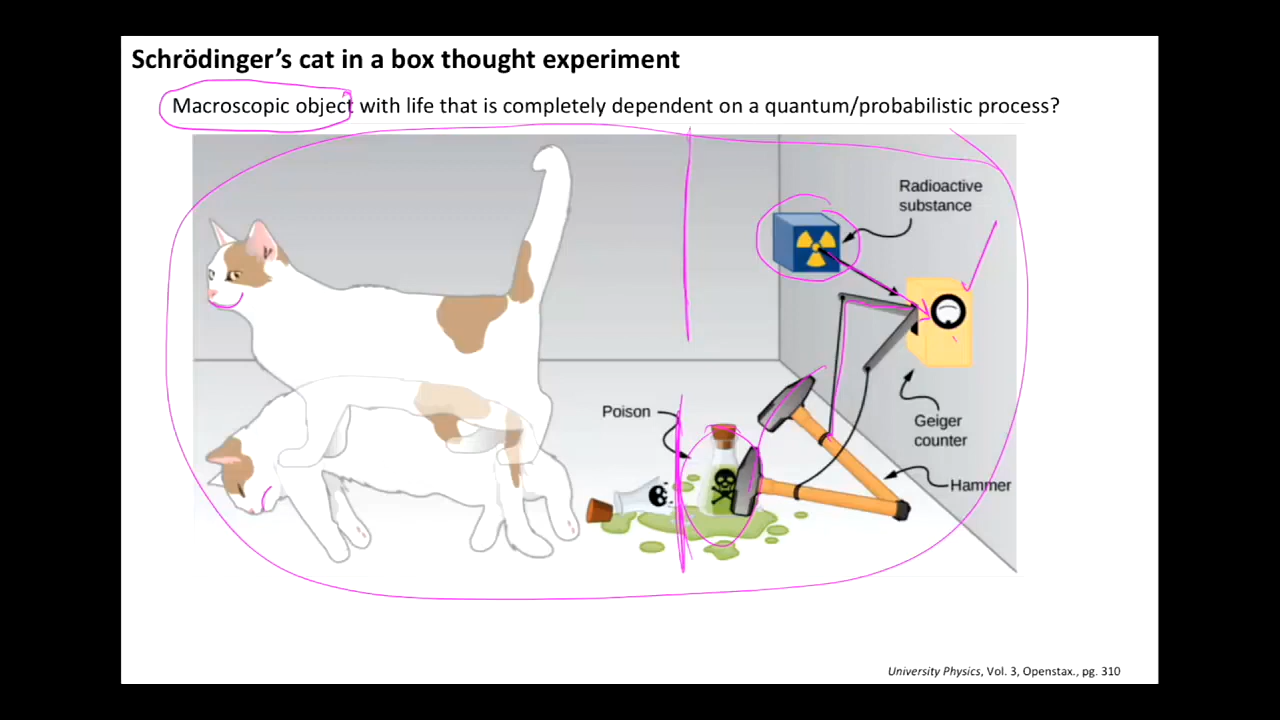 Schrödinger's cat in a box thought experiment
Macroscopic object with life that is completely dependent on a quantum/probabilistic process?
Radioactive
substance
Poison
Geiger
counter
Hammer
University Physics, Vol. 3, Openstax., pg. 310